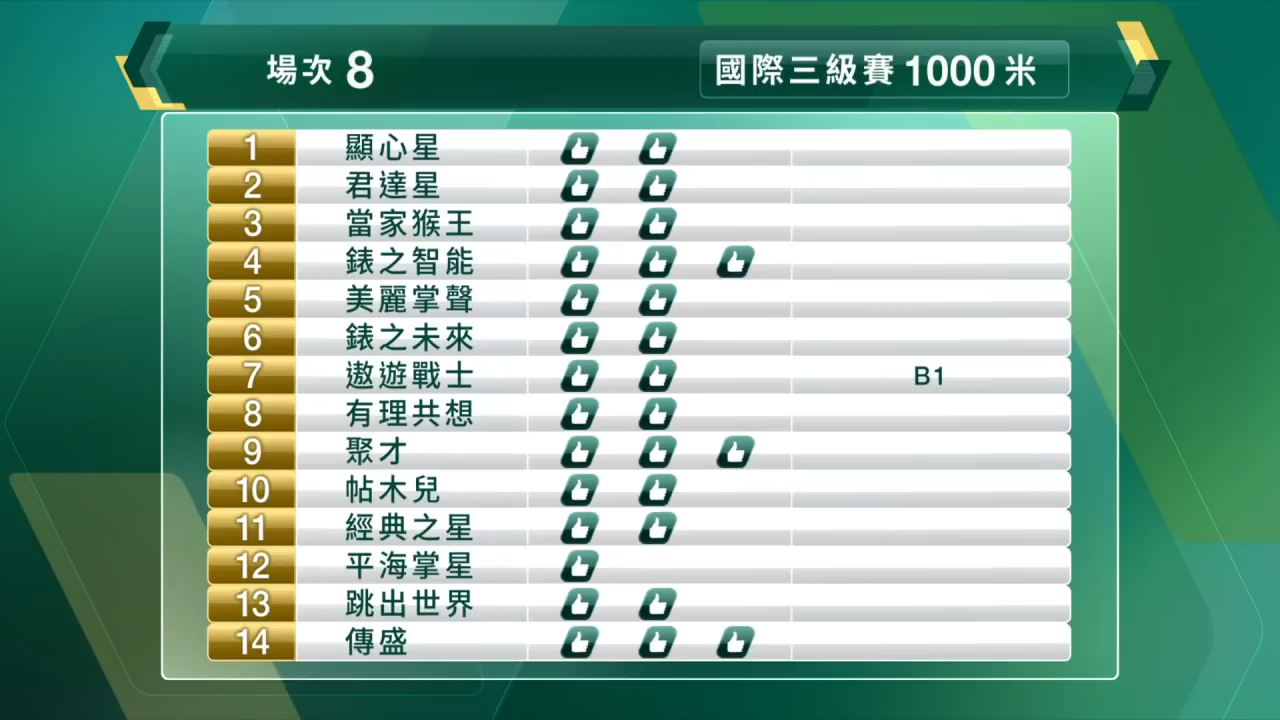 場次 8
國際三級賽 1000 米
1 顯心星
2 君達星
3 當家猴王
4 錶之智能
5 美麗掌聲
6 錶之未來
7 遨遊戰士 B1
8 有理共想
9 聚才
10 帖木兒
11 經典之星
12 平海掌星
13 跳出世界
14 傳盛